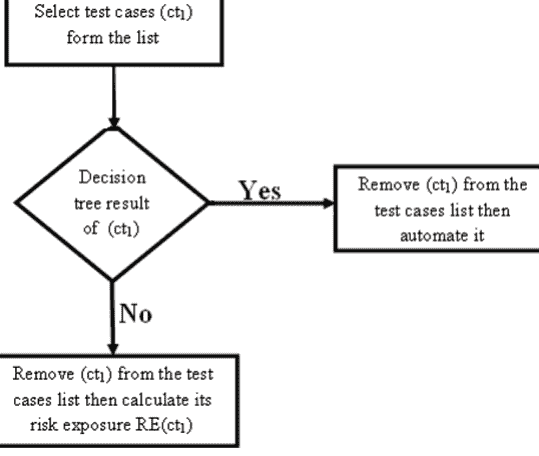 Select test cases (ct₁)
form the list
Decision
tree result
of (ct₁)
Yes
Remove (ct₁) from the
test cases list then
automate it
No
Remove (ct₁) from the test
cases list then calculate its
risk exposure RE(ct₁)